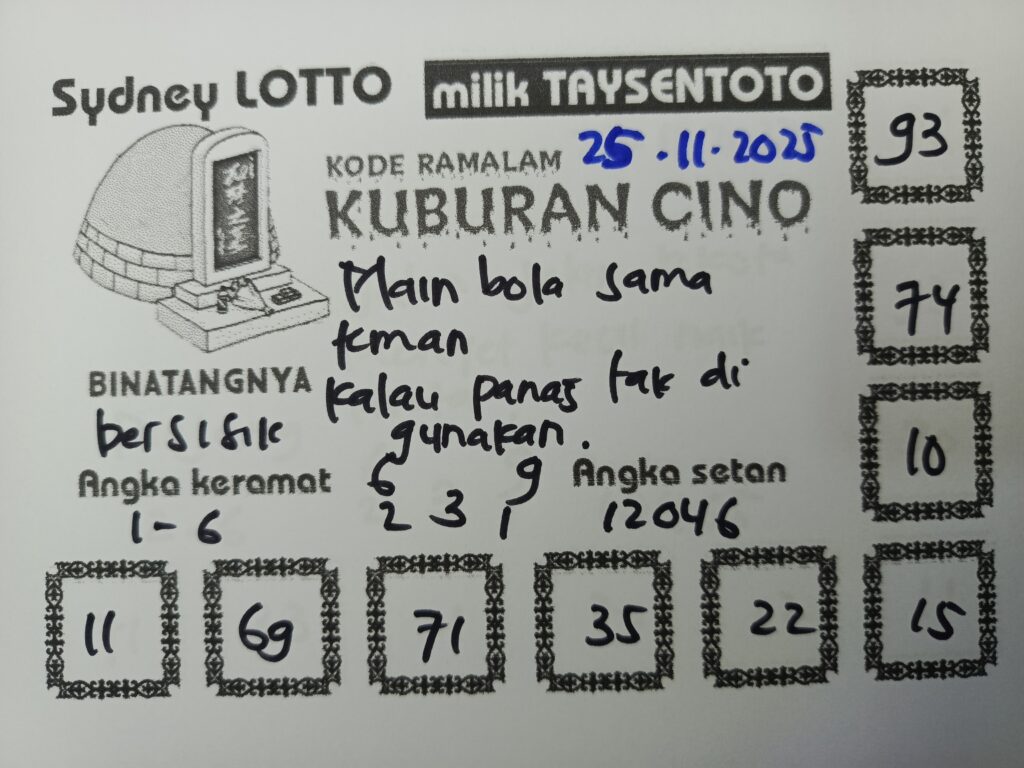 Sydney LOTTO milik TAYSENTOTO
25.11.2025
KODE RAMALAM
KUBURAN CINO
Main bola sama
teman
kalau panas tak di
gunakan.
BINATANGNYA
bersisik
Angka keramat
1-6
6 9
2 3 1
Angka setan
12046
93
74
10
11 69 71 35 22 15